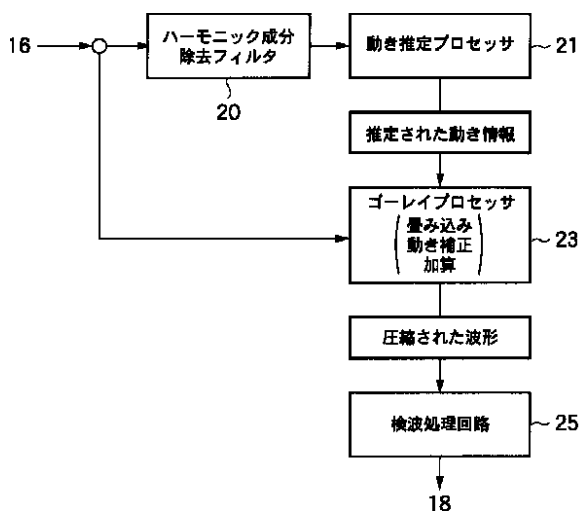 16
ハーモニック成分
除去フィルタ
20
動き推定プロセッサ
21
推定された動き情報
ゴーレイプロセッサ
畳み込み
動き補正
加算
23
圧縮された波形
検波処理回路
25
18